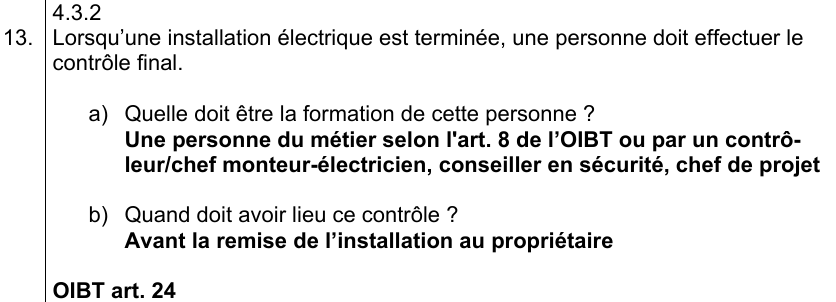 4.3.2
13. Lorsqu’une installation électrique est terminée, une personne doit effectuer le
contrôle final.
a) Quelle doit être la formation de cette personne ?
Une personne du métier selon l'art. 8 de l’OIBT ou par un contrô-
leur/chef monteur-électricien, conseiller en sécurité, chef de projet
b) Quand doit avoir lieu ce contrôle ?
Avant la remise de l’installation au propriétaire
OIBT art. 24